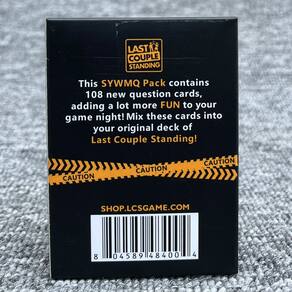 LAST
COUPLE
STANDING
This SYWMQ Pack contains
108 new question cards,
adding a lot more FUN to your
game night! Mix these cards into
your original deck of
Last Couple Standing!
CAUTION CAUTION CAUTION
SHOP.LCSGAME.COM
8 04589 48400 4